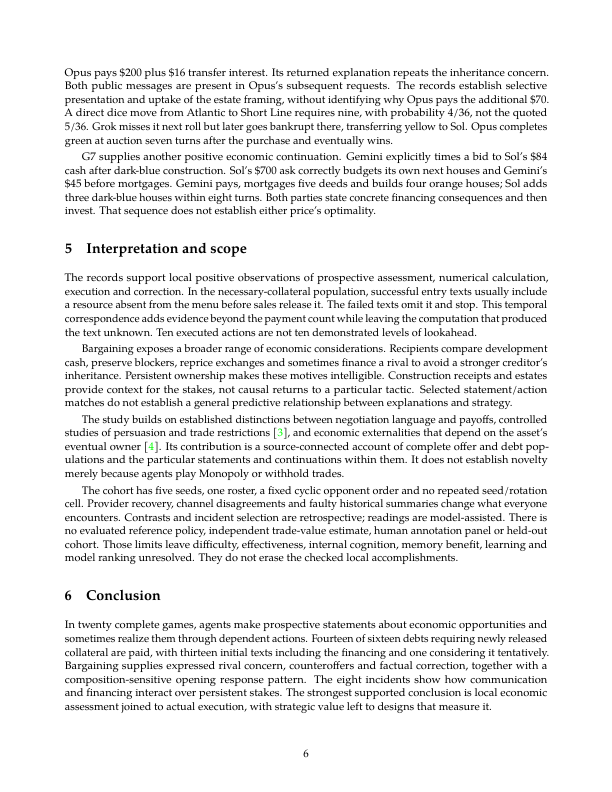 Opus pays $200 plus $16 transfer interest. Its returned explanation repeats the inheritance concern.
Both public messages are present in Opus's subsequent requests. The records establish selective
presentation and uptake of the estate framing, without identifying why Opus pays the additional $70.
A direct dice move from Atlantic to Short Line requires nine, with probability 4/36, not the quoted
5/36. Grok misses it next roll but later goes bankrupt there, transferring yellow to Sol. Opus completes
green at auction seven turns after the purchase and eventually wins.
G7 supplies another positive economic continuation. Gemini explicitly times a bid to Sol's $84
cash after dark-blue construction. Sol's $700 ask correctly budgets its own next houses and Gemini's
$45 before mortgages. Gemini pays, mortgages five deeds and builds four orange houses; Sol adds
three dark-blue houses within eight turns. Both parties state concrete financing consequences and then
invest. That sequence does not establish either price's optimality.
5 Interpretation and scope
The records support local positive observations of prospective assessment, numerical calculation,
execution and correction. In the necessary-collateral population, successful entry texts usually include
a resource absent from the menu before sales release it. The failed texts omit it and stop. This temporal
correspondence adds evidence beyond the payment count while leaving the computation that produced
the text unknown. Ten executed actions are not ten demonstrated levels of lookahead.
Bargaining exposes a broader range of economic considerations. Recipients compare development
cash, preserve blockers, reprice exchanges and sometimes finance a rival to avoid a stronger creditor's
inheritance. Persistent ownership makes these motives intelligible. Construction receipts and estates
provide context for the stakes, not causal returns to a particular tactic. Selected statement/action
matches do not establish a general predictive relationship between explanations and strategy.
The study builds on established distinctions between negotiation language and payoffs, controlled
studies of persuasion and trade restrictions [3], and economic externalities that depend on the asset's
eventual owner [4]. Its contribution is a source-connected account of complete offer and debt pop-
ulations and the particular statements and continuations within them. It does not establish novelty
merely because agents play Monopoly or withhold trades.
The cohort has five seeds, one roster, a fixed cyclic opponent order and no repeated seed/rotation
cell. Provider recovery, channel disagreements and faulty historical summaries change what everyone
encounters. Contrasts and incident selection are retrospective; readings are model-assisted. There is
no evaluated reference policy, independent trade-value estimate, human annotation panel or held-out
cohort. Those limits leave difficulty, effectiveness, internal cognition, memory benefit, learning and
model ranking unresolved. They do not erase the checked local accomplishments.
6 Conclusion
In twenty complete games, agents make prospective statements about economic opportunities and
sometimes realize them through dependent actions. Fourteen of sixteen debts requiring newly released
collateral are paid, with thirteen initial texts including the financing and one considering it tentatively.
Bargaining supplies expressed rival concern, counteroffers and factual correction, together with a
composition-sensitive opening response pattern. The eight incidents show how communication
and financing interact over persistent stakes. The strongest supported conclusion is local economic
assessment joined to actual execution, with strategic value left to designs that measure it.
6